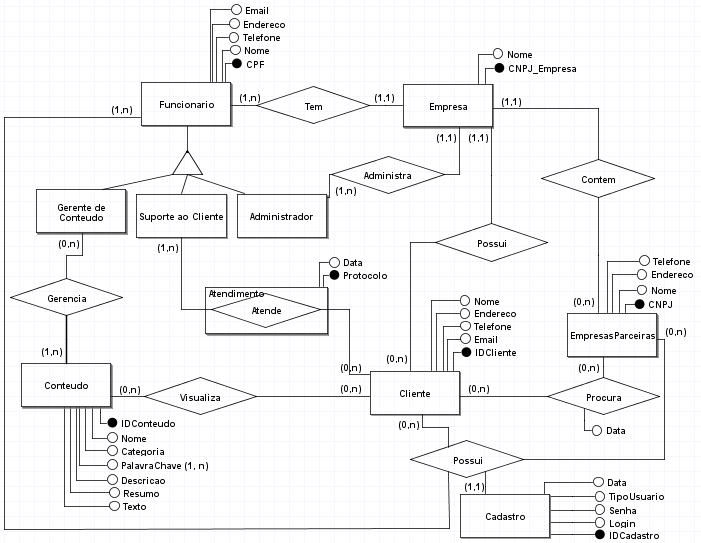 Email
Endereco
Telefone
Nome
CPF
Nome
CNPJ_Empresa
(1,n)
Funcionario
(1,n)
Tem
(1,1)
Empresa
(1,1)
(1,1)
(1,1)
Contem
Administra
(1,n)
Gerente de
Conteudo
Suporte ao Cliente
Administrador
(0,n)
(1,n)
Possui
Data
Protocolo
Telefone
Endereco
Nome
CNPJ
Gerencia
Atendimento
Atende
Nome
Endereco
Telefone
Email
IDCliente
(0,n)
EmpresasParceiras
(0,n)
(1,n)
(0,n)
(0,n)
(0,n)
Conteudo
(0,n)
Visualiza
(0,n)
Cliente
(0,n)
Procura
Data
(0,n)
IDConteudo
Nome
Categoria
PalavraChave (1, n)
Descricao
Resumo
Texto
Possui
(1,1)
Cadastro
Data
TipoUsuario
Senha
Login
IDCadastro